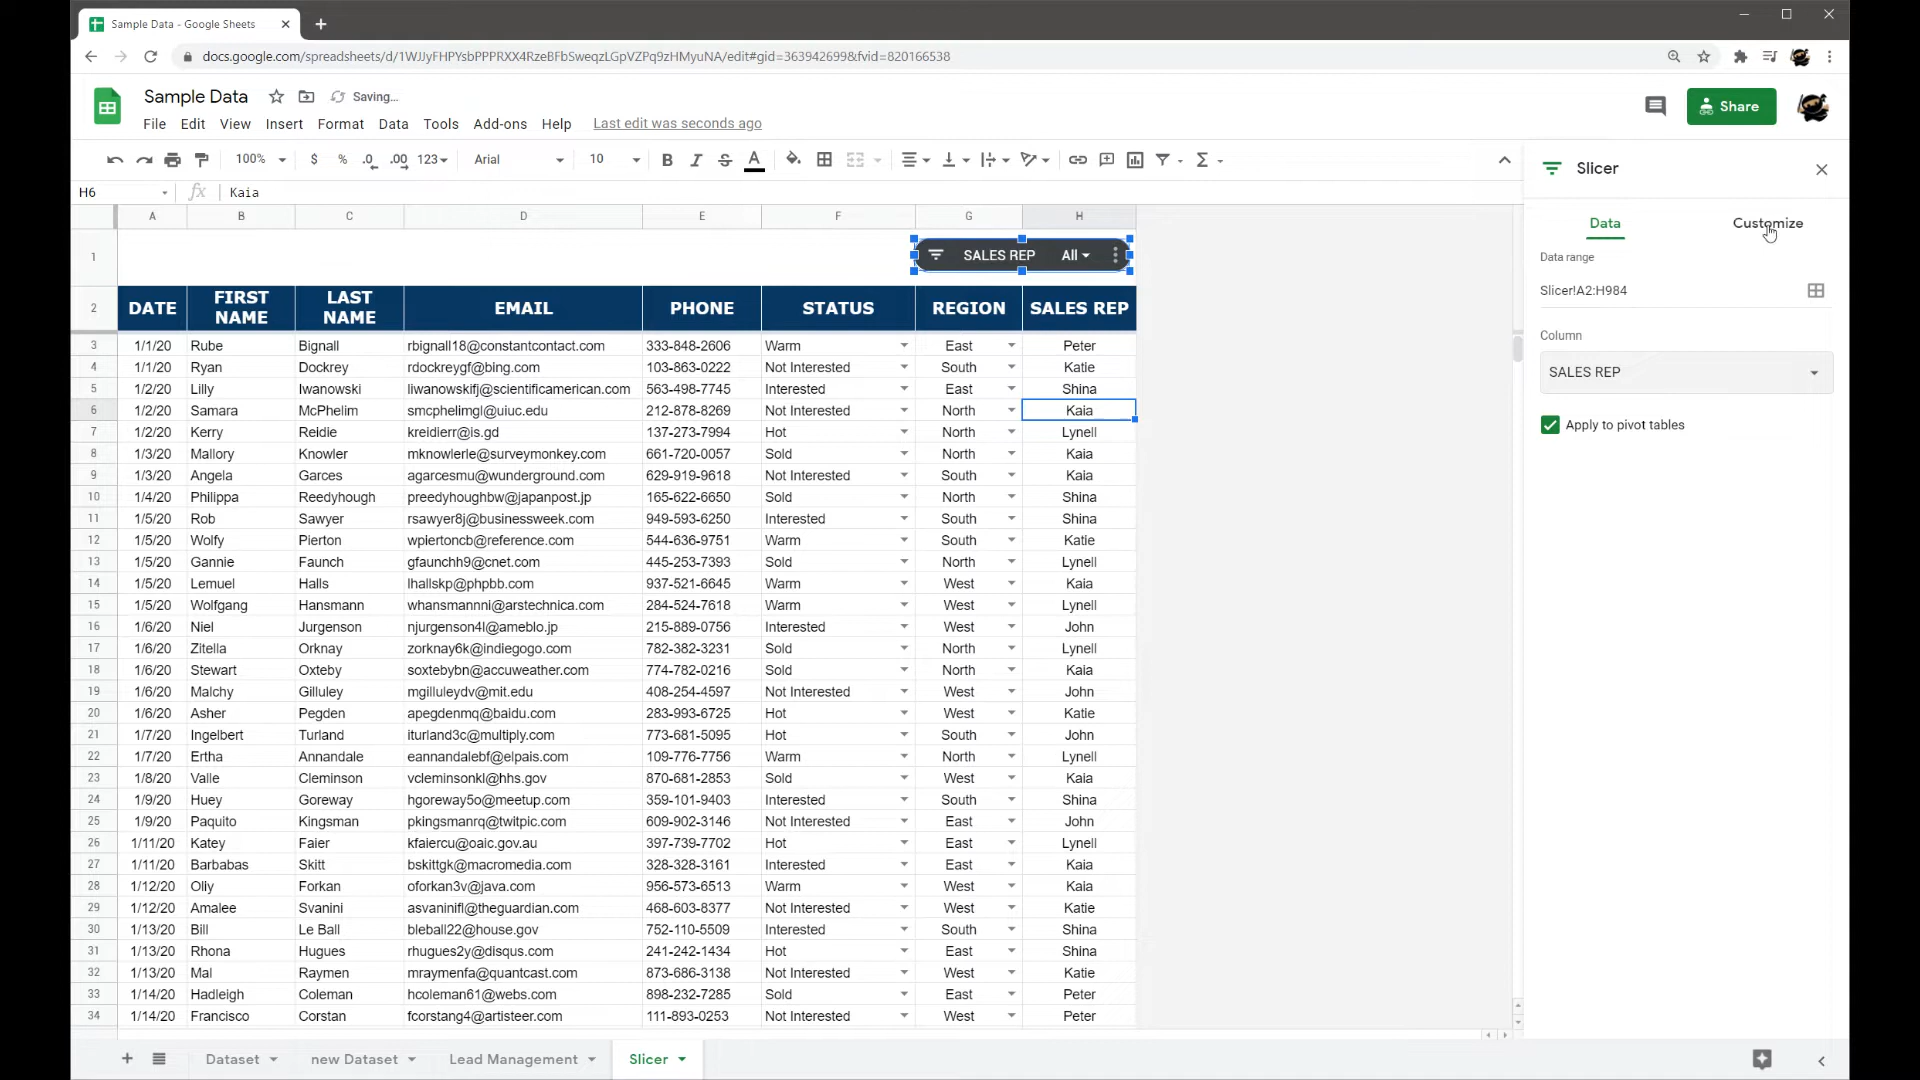 Sample Data - Google Sheets
docs.google.com/spreadsheets/d/1WJJyFHPYsbPPPRXX4RzeBFbSweqzLGpVZPq9zHMyuNA/edit#gid=363942699&fvid=820166538
Sample Data Saving...
File Edit View Insert Format Data Tools Add-ons Help Last edit was seconds ago
Share
100% $ % .0 .00 123 Arial 10 B I S A Σ
H6 fx Kaia
A B C D E F G H
1 SALES REP All
2 DATE FIRST NAME LAST NAME EMAIL PHONE STATUS REGION SALES REP
3 1/1/20 Rube Bignall rbignall18@constantcontact.com 333-848-2606 Warm East Peter
4 1/1/20 Ryan Dockrey rdockreygf@bing.com 103-863-0222 Not Interested South Katie
5 1/2/20 Lilly Iwanowski liwanowskifj@scientificamerican.com 563-498-7745 Interested East Shina
6 1/2/20 Samara McPhelim smcphelimgl@uiuc.edu 212-878-8269 Not Interested North Kaia
7 1/2/20 Kerry Reidie kreidierr@is.gd 137-273-7994 Hot North Lynell
8 1/3/20 Mallory Knowler mknowlerle@surveymonkey.com 661-720-0057 Sold North Kaia
9 1/3/20 Angela Garces agarcesmu@wunderground.com 629-919-9618 Not Interested South Kaia
10 1/4/20 Philippa Reedyhough preedyhoughbw@japanpost.jp 165-622-6650 Sold North Shina
11 1/5/20 Rob Sawyer rsawyer8j@businessweek.com 949-593-6250 Interested South Shina
12 1/5/20 Wolfy Pierton wpiertoncb@reference.com 544-636-9751 Warm South Katie
13 1/5/20 Gannie Faunch gfaunchh9@cnet.com 445-253-7393 Sold North Lynell
14 1/5/20 Lemuel Halls lhallskp@phpbb.com 937-521-6645 Warm West Kaia
15 1/5/20 Wolfgang Hansmann whansmannni@arstechnica.com 284-524-7618 Warm West Lynell
16 1/6/20 Niel Jurgenson njurgenson4l@ameblo.jp 215-889-0756 Interested West John
17 1/6/20 Zitella Orknay zorknay6k@indiegogo.com 782-382-3231 Sold North Lynell
18 1/6/20 Stewart Oxteby soxtebybn@accuweather.com 774-782-0216 Sold North Kaia
19 1/6/20 Malchy Gilluley mgilluleydv@mit.edu 408-254-4597 Not Interested West John
20 1/6/20 Asher Pegden apegdenmq@baidu.com 283-993-6725 Hot West Katie
21 1/7/20 Ingelbert Turland iturland3c@multiply.com 773-681-5095 Hot South John
22 1/7/20 Ertha Annandale eannandalebf@elpais.com 109-776-7756 Warm North Lynell
23 1/8/20 Valle Cleminson vcleminsonkl@hhs.gov 870-681-2853 Sold West Kaia
24 1/9/20 Huey Goreway hgoreway5o@meetup.com 359-101-9403 Interested South Shina
25 1/9/20 Paquito Kingsman pkingsmanrq@twitpic.com 609-902-3146 Not Interested East John
26 1/11/20 Katey Faier kfaiercu@oaic.gov.au 397-739-7702 Hot East Lynell
27 1/11/20 Barbabas Skitt bskittgk@macromedia.com 328-328-3161 Interested East Kaia
28 1/12/20 Oliy Forkan oforkan3v@java.com 956-573-6513 Warm West Kaia
29 1/12/20 Amalee Svanini asvaninifl@theguardian.com 468-603-8377 Not Interested West Katie
30 1/13/20 Bill Le Ball bleball22@house.gov 752-110-5509 Interested South Shina
31 1/13/20 Rhona Hugues rhugues2y@disqus.com 241-242-1434 Hot East Shina
32 1/13/20 Mal Raymen mraymenfa@quantcast.com 873-686-3138 Not Interested West Katie
33 1/14/20 Hadleigh Coleman hcoleman61@webs.com 898-232-7285 Sold East Peter
34 1/14/20 Francisco Corstan fcorstang4@artisteer.com 111-893-0253 Not Interested West Peter
Slicer
Data Customize
Data range
Slicer!A2:H984
Column
SALES REP
Apply to pivot tables
Dataset new Dataset Lead Management Slicer